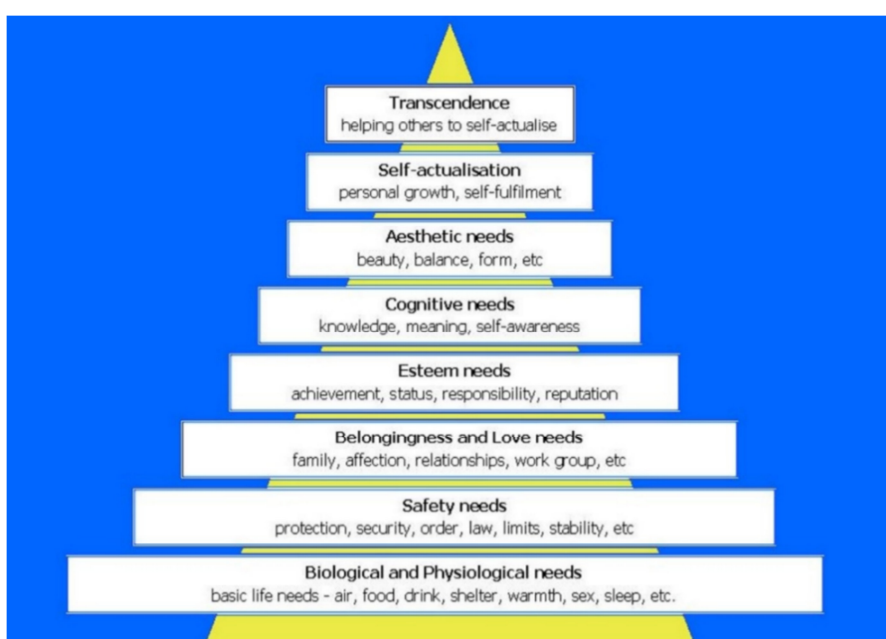 Transcendence
helping others to self-actualise
Self-actualisation
personal growth, self-fulfilment
Aesthetic needs
beauty, balance, form, etc
Cognitive needs
knowledge, meaning, self-awareness
Esteem needs
achievement, status, responsibility, reputation
Belongingness and Love needs
family, affection, relationships, work group, etc
Safety needs
protection, security, order, law, limits, stability, etc
Biological and Physiological needs
basic life needs - air, food, drink, shelter, warmth, sex, sleep, etc.